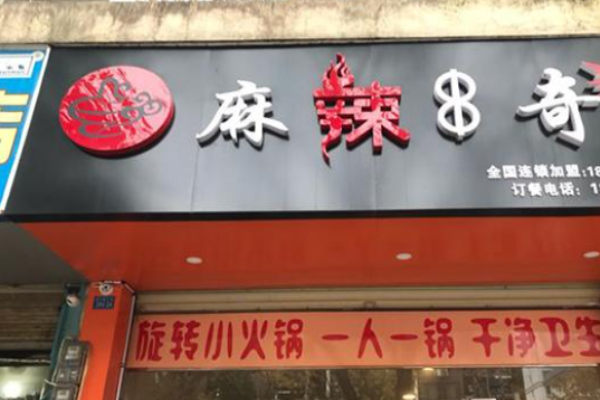 麻辣8奇
全国连锁加盟:18
订餐电话: 1
旋转小火锅 一人一锅 干净卫生